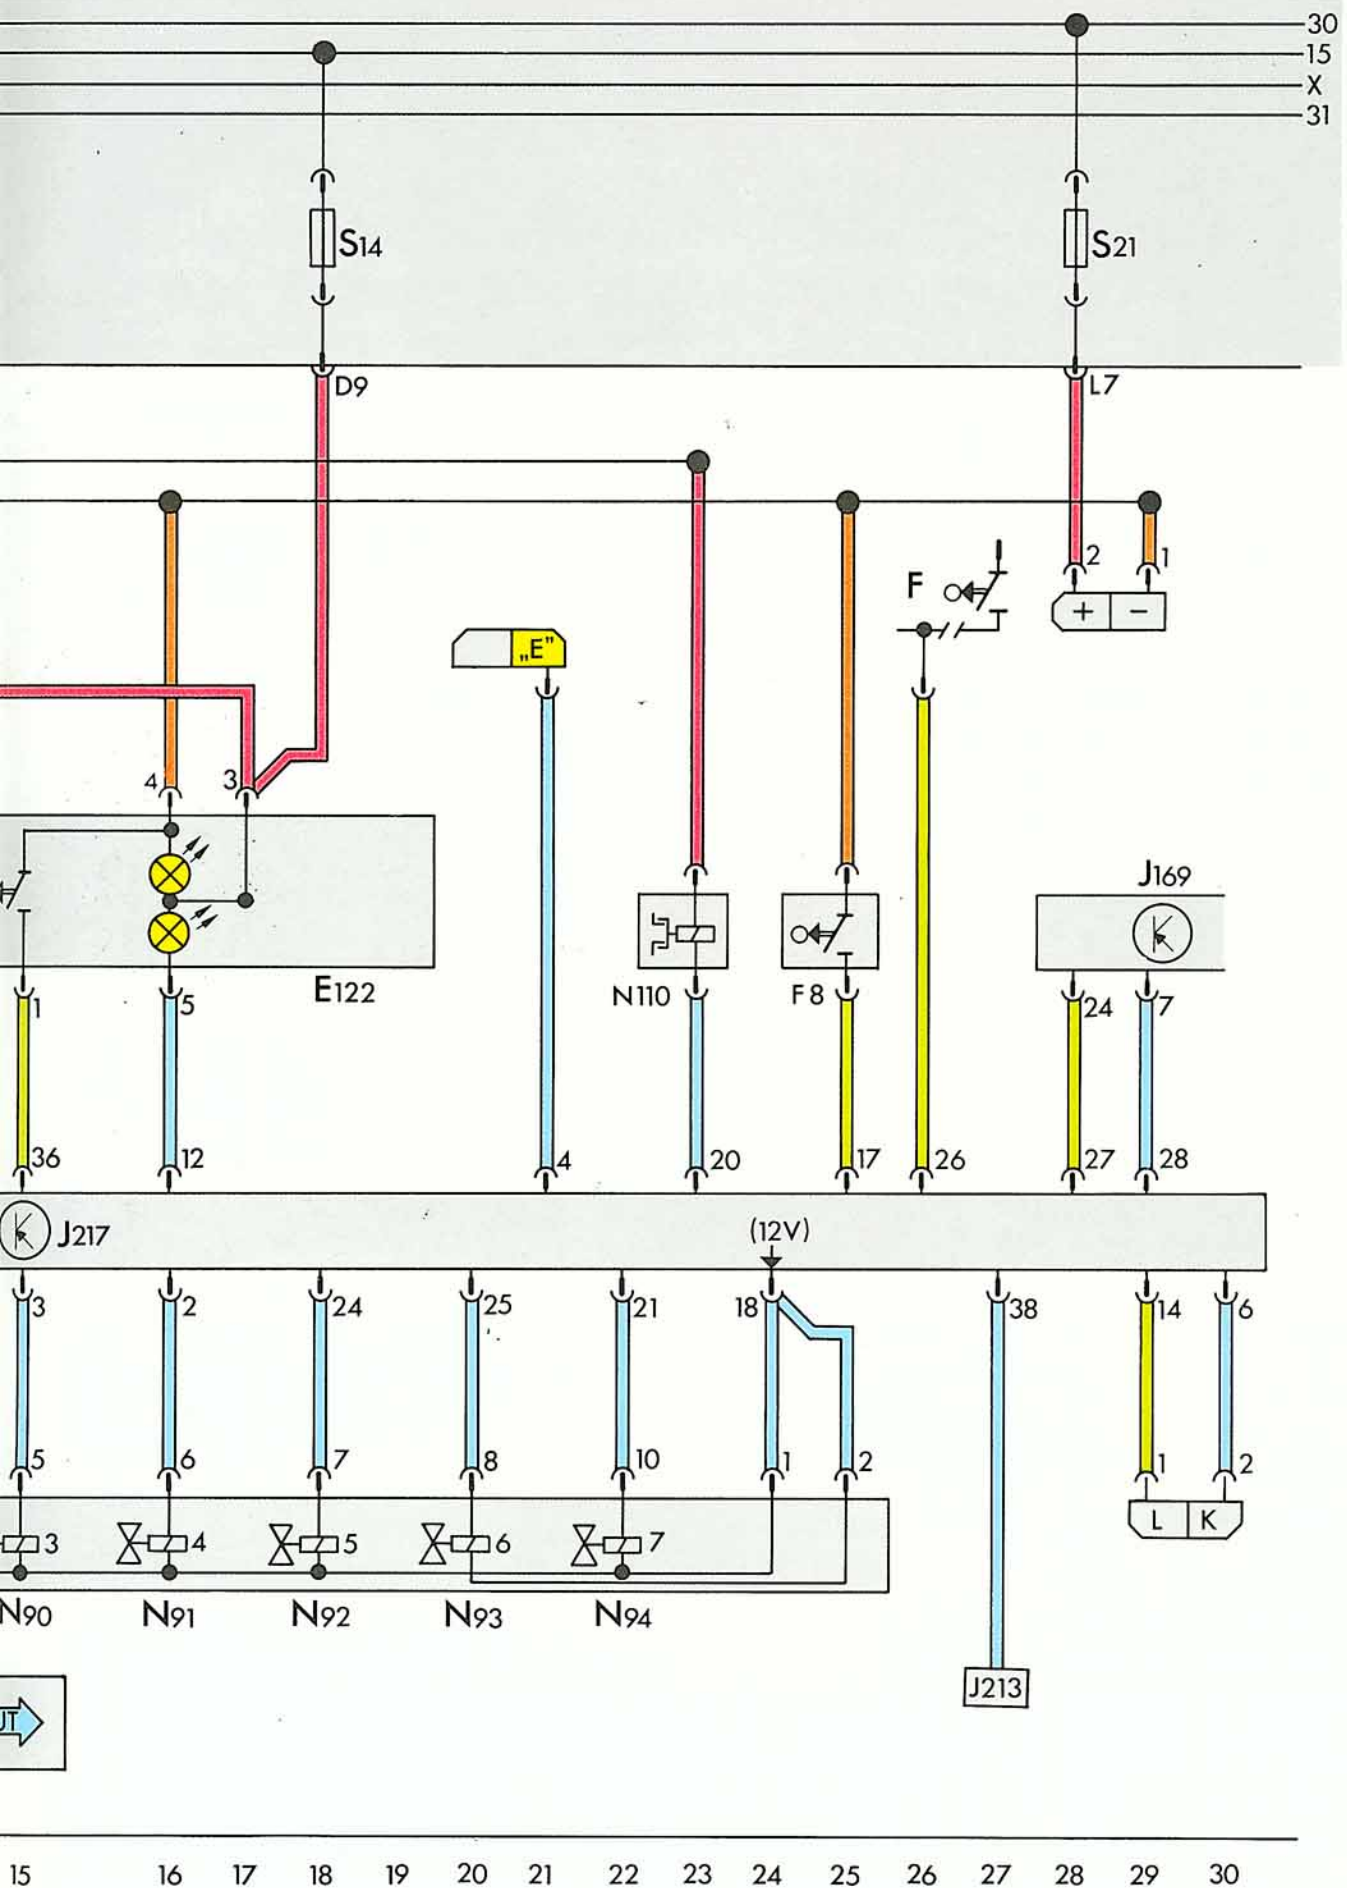 30
15
X
31
S14
S21
D9
L7
2
1
F
+ −
„E”
4
3
J169
E122
N110
F8
1
5
24
7
36
12
4
20
17
26
27
28
J217
(12V)
3
2
24
25
21
18
38
14
6
5
6
7
8
10
1
2
1
2
L K
3
4
5
6
7
N90
N91
N92
N93
N94
J213
UT
15 16 17 18 19 20 21 22 23 24 25 26 27 28 29 30